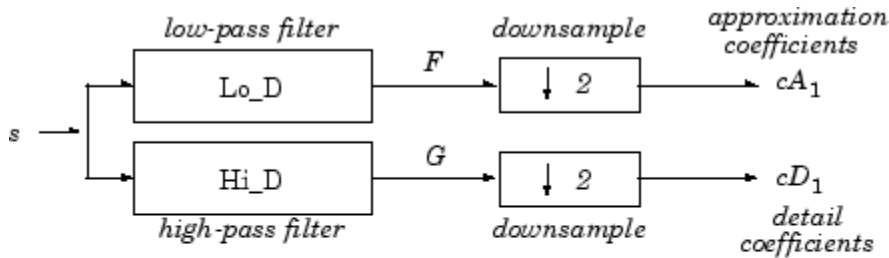 low-pass filter
downsample
approximation
coefficients
Lo_D
F
↓ 2
cA₁
s
Hi_D
G
↓ 2
cD₁
high-pass filter
downsample
detail
coefficients